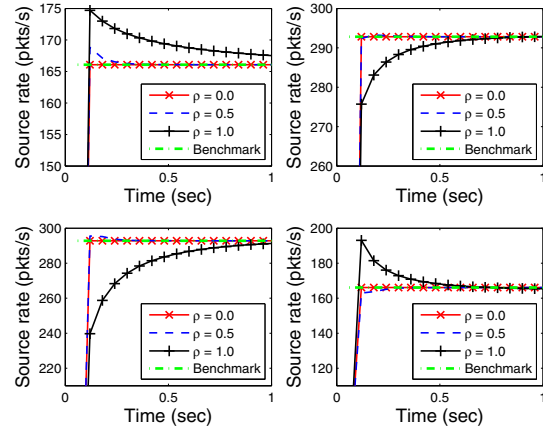 175
170
165
160
155
150
Source rate (pkts/s)
0
0.5
1
Time (sec)
ρ = 0.0
ρ = 0.5
ρ = 1.0
Benchmark
300
290
280
270
260
Source rate (pkts/s)
0
0.5
1
Time (sec)
ρ = 0.0
ρ = 0.5
ρ = 1.0
Benchmark
300
280
260
240
220
Source rate (pkts/s)
0
0.5
1
Time (sec)
ρ = 0.0
ρ = 0.5
ρ = 1.0
Benchmark
200
180
160
140
120
Source rate (pkts/s)
0
0.5
1
Time (sec)
ρ = 0.0
ρ = 0.5
ρ = 1.0
Benchmark